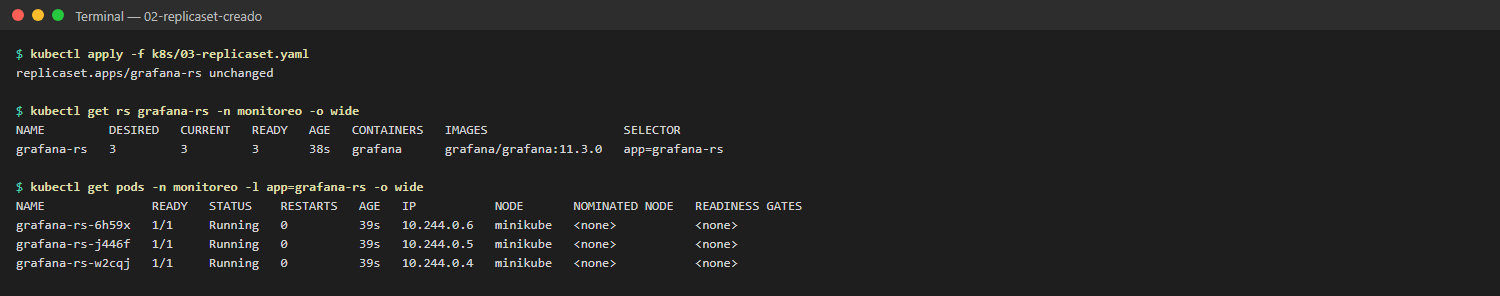 Terminal — 02-replicaset-creado
$ kubectl apply -f k8s/03-replicaset.yaml
replicaset.apps/grafana-rs unchanged
$ kubectl get rs grafana-rs -n monitoreo -o wide
NAME         DESIRED   CURRENT   READY   AGE   CONTAINERS   IMAGES                   SELECTOR
grafana-rs   3         3         3       38s   grafana      grafana/grafana:11.3.0   app=grafana-rs
$ kubectl get pods -n monitoreo -l app=grafana-rs -o wide
NAME               READY   STATUS    RESTARTS   AGE   IP           NODE       NOMINATED NODE   READINESS GATES
grafana-rs-6h59x   1/1     Running   0          39s   10.244.0.6   minikube   <none>           <none>
grafana-rs-j446f   1/1     Running   0          39s   10.244.0.5   minikube   <none>           <none>
grafana-rs-w2cqj   1/1     Running   0          39s   10.244.0.4   minikube   <none>           <none>